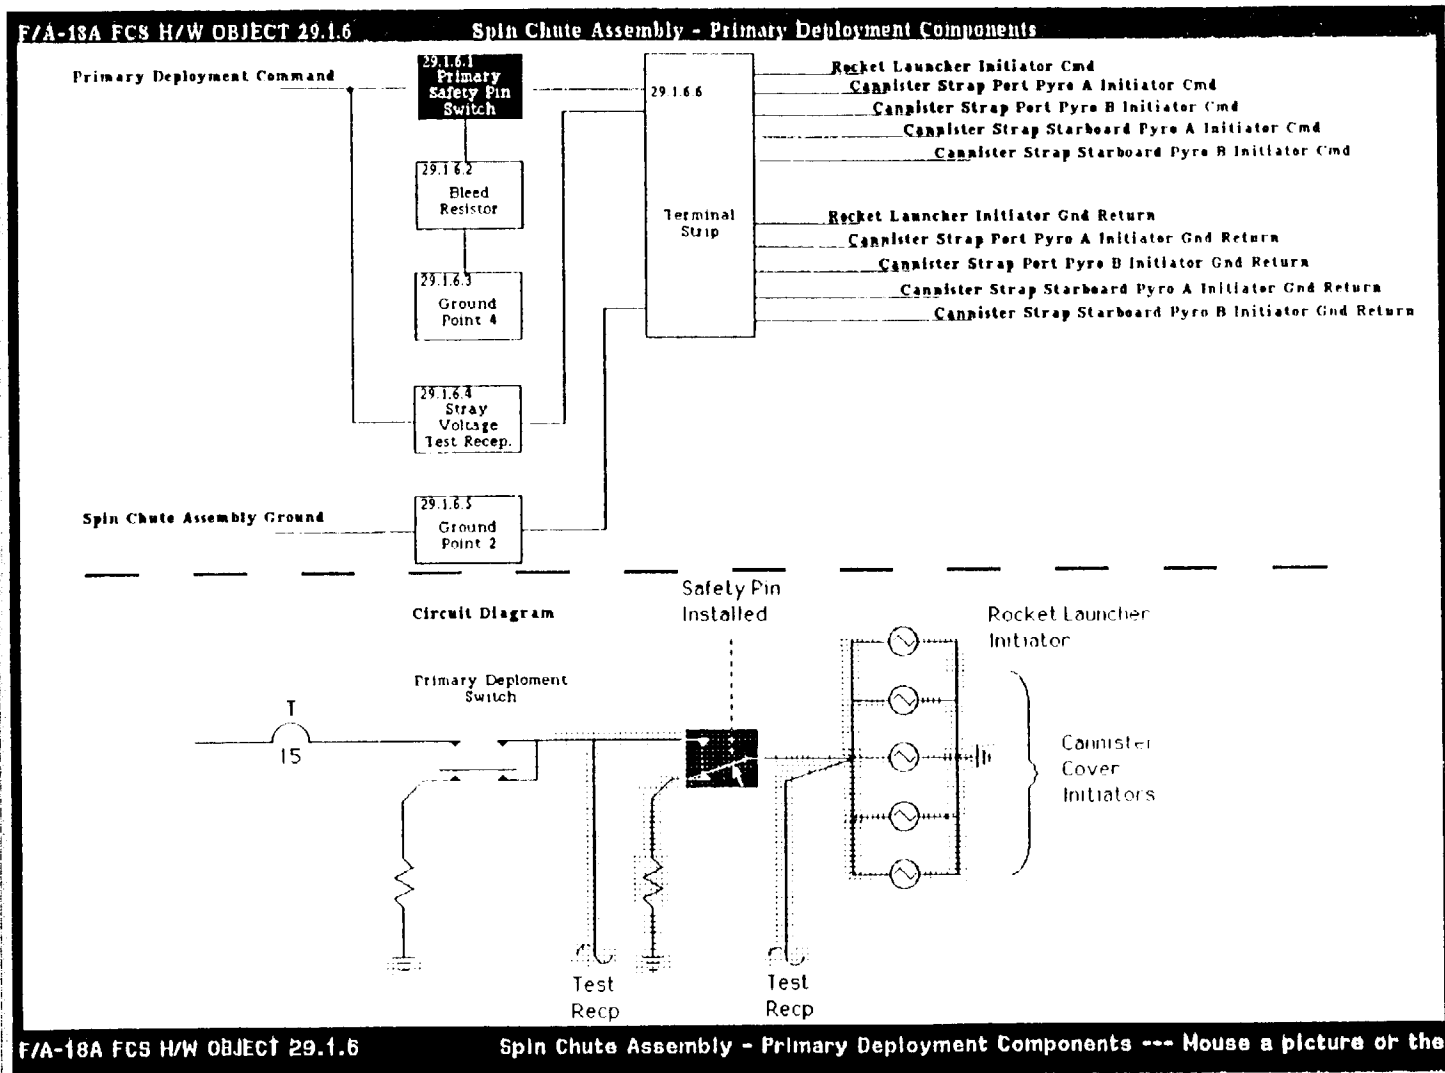 F/A-18A FCS H/W OBJECT 29.1.6 Spin Chute Assembly - Primary Deployment Components
Primary Deployment Command
29.1.6.1
Primary
Safety Pin
Switch
29.1.6.2
Bleed
Resistor
29.1.6.3
Ground
Point 4
29.1.6.4
Stray
Voltage
Test Recep.
Spin Chute Assembly Ground
29.1.6.5
Ground
Point 2
29.1.6.6
Terminal
Strip
Rocket Launcher Initiator Cmd
Cannister Strap Port Pyro A Initiator Cmd
Cannister Strap Port Pyro B Initiator Cmd
Cannister Strap Starboard Pyro A Initiator Cmd
Cannister Strap Starboard Pyro B Initiator Cmd
Rocket Launcher Initiator Gnd Return
Cannister Strap Port Pyro A Initiator Gnd Return
Cannister Strap Port Pyro B Initiator Gnd Return
Cannister Strap Starboard Pyro A Initiator Gnd Return
Cannister Strap Starboard Pyro B Initiator Gnd Return
Circuit Diagram
Safety Pin
Installed
Rocket Launcher
Initiator
Primary Deploment
Switch
T
15
Cannister
Cover
Initiators
Test
Recp
Test
Recp
F/A-18A FCS H/W OBJECT 29.1.6 Spin Chute Assembly - Primary Deployment Components --- Mouse a picture or the